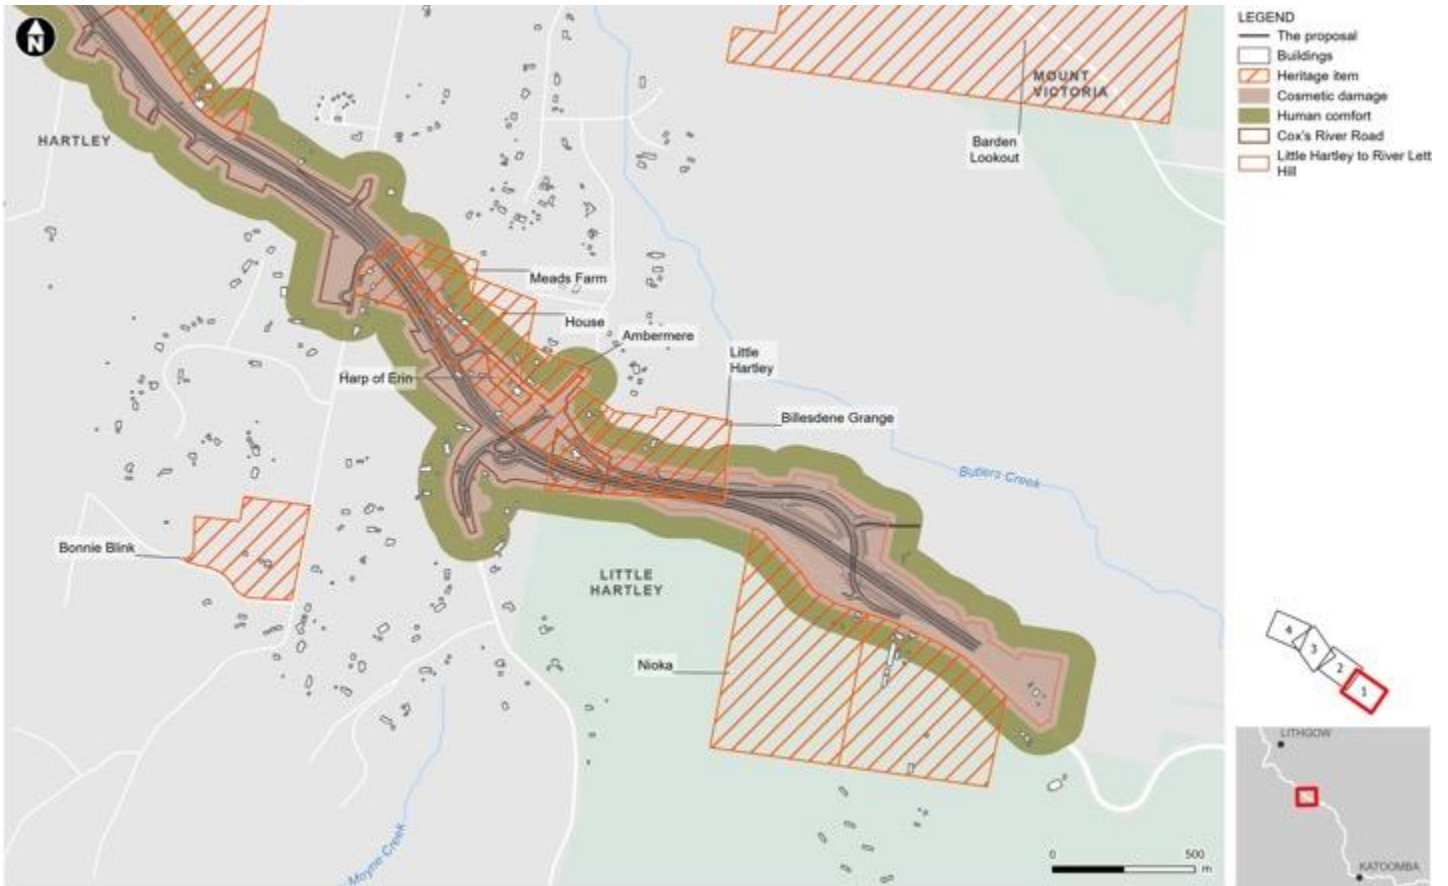 N
HARTLEY
MOUNT
VICTORIA
Barden
Lookout
Meads Farm
House
Ambermere
Little
Hartley
Harp of Erin
Billesdene Grange
Butlers Creek
Bonnie Blink
LITTLE
HARTLEY
Nioka
Moyne Creek
0 500
m
LEGEND
The proposal
Buildings
Heritage item
Cosmetic damage
Human comfort
Cox's River Road
Little Hartley to River Lett
Hill
4
3
2
1
LITHGOW
KATOOMBA